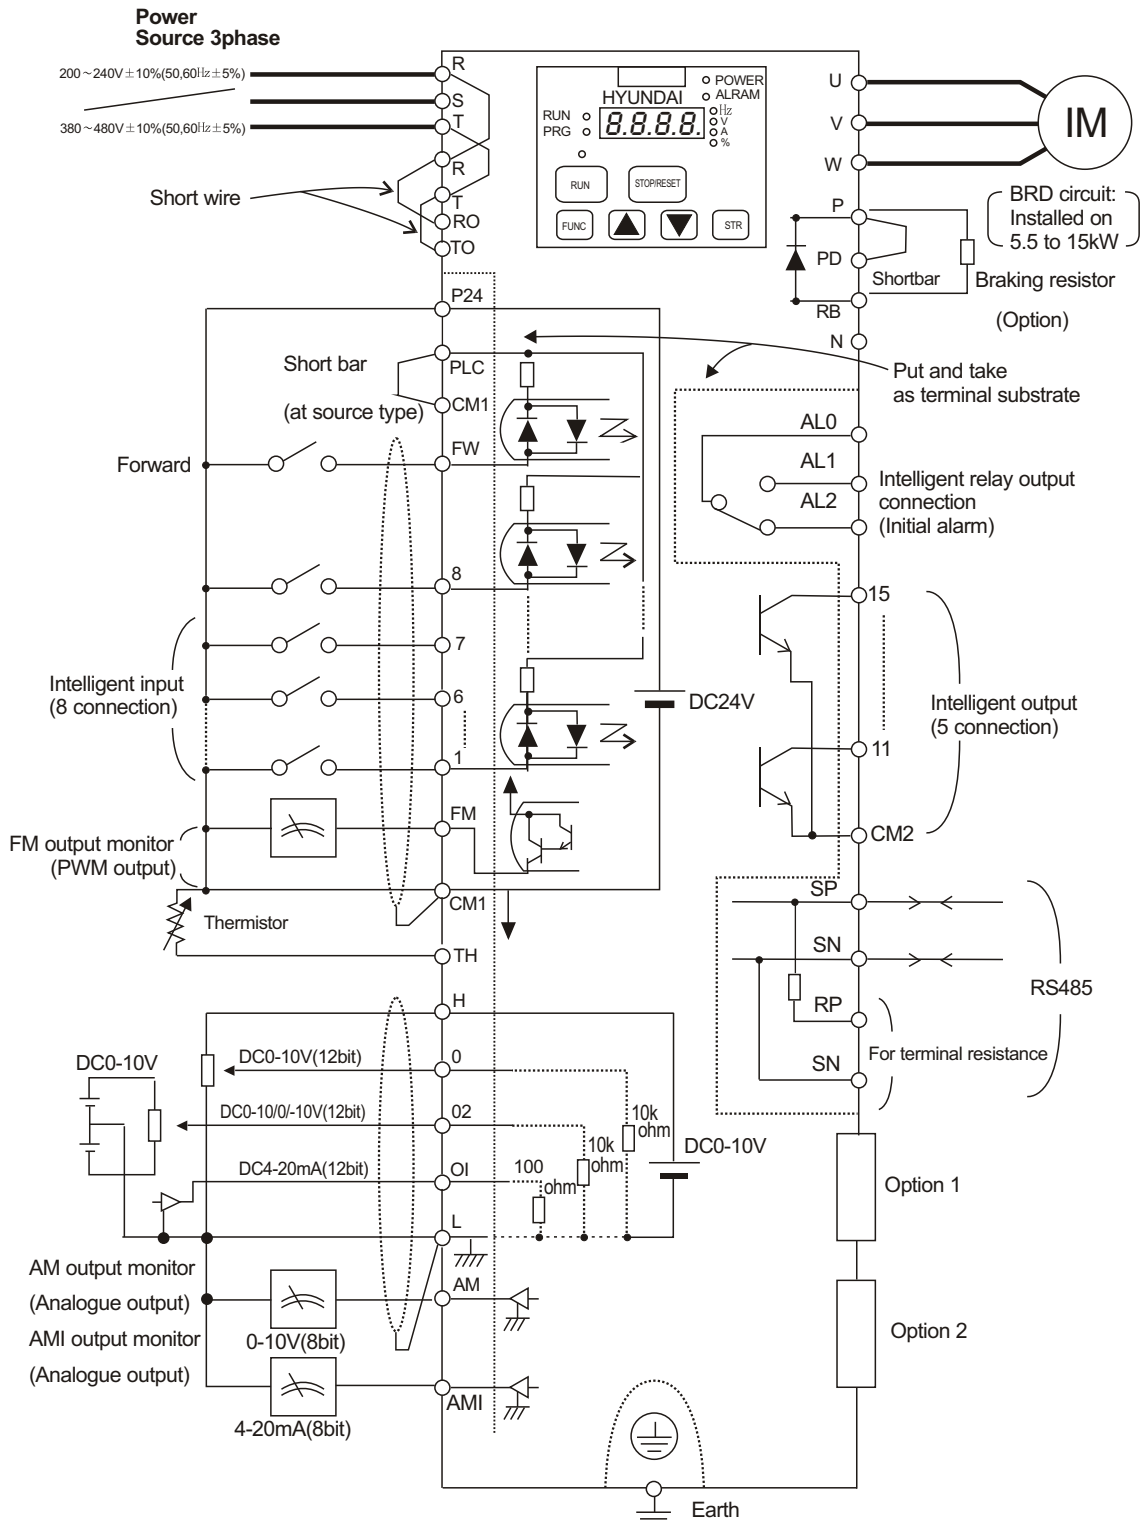 Power
Source 3phase
200~240V±10%(50,60Hz±5%)
380~480V±10%(50,60Hz±5%)
R
S
T
R
T
RO
TO
Short wire
HYUNDAI
POWER
ALRAM
RUN
PRG
8.8.8.8.
Hz
V
A
%
RUN
STOP/RESET
FUNC
STR
U
V
W
IM
P
PD
RB
N
Shortbar
BRD circuit:
Installed on
5.5 to 15kW
Braking resistor
(Option)
Put and take
as terminal substrate
P24
PLC
CM1
Short bar
(at source type)
Forward
FW
8
7
6
1
Intelligent input
(8 connection)
DC24V
FM
FM output monitor
(PWM output)
CM1
Thermistor
TH
AL0
AL1
AL2
Intelligent relay output
connection
(Initial alarm)
15
11
CM2
Intelligent output
(5 connection)
SP
SN
RP
SN
RS485
For terminal resistance
H
DC0-10V
DC0-10V(12bit)
0
DC0-10/0/-10V(12bit)
02
DC4-20mA(12bit)
OI
L
100
ohm
10k
ohm
10k
ohm
DC0-10V
AM output monitor
(Analogue output)
AM
0-10V(8bit)
AMI output monitor
(Analogue output)
AMI
4-20mA(8bit)
Option 1
Option 2
Earth